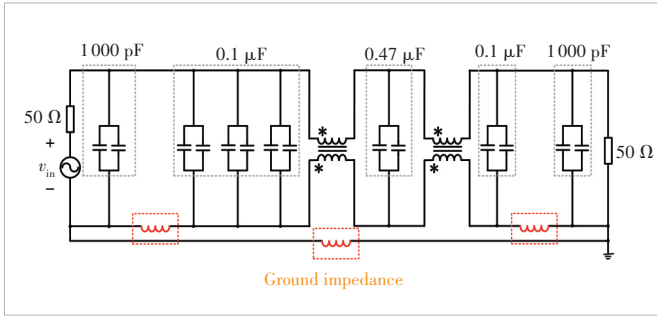 1 000 pF
0.1 μF
0.47 μF
0.1 μF
1 000 pF
50 Ω
+
*
*
*
*
50 Ω
v_in
−
Ground impedance